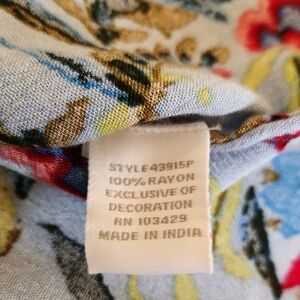 STYLE43915P
100% RAYON
EXCLUSIVE OF
DECORATION
RN 103429
MADE IN INDIA